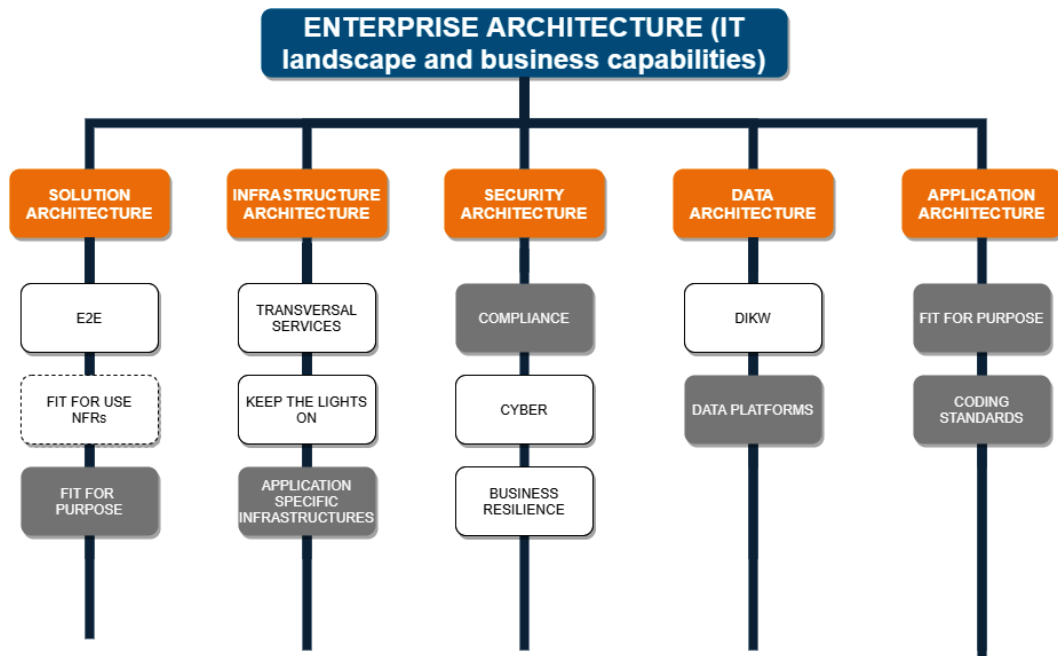 ENTERPRISE ARCHITECTURE (IT
landscape and business capabilities)
SOLUTION
ARCHITECTURE
INFRASTRUCTURE
ARCHITECTURE
SECURITY
ARCHITECTURE
DATA
ARCHITECTURE
APPLICATION
ARCHITECTURE
E2E
TRANSVERSAL
SERVICES
COMPLIANCE
DIKW
FIT FOR PURPOSE
FIT FOR USE
NFRs
KEEP THE LIGHTS
ON
CYBER
DATA PLATFORMS
CODING
STANDARDS
FIT FOR
PURPOSE
APPLICATION
SPECIFIC
INFRASTRUCTURES
BUSINESS
RESILIENCE